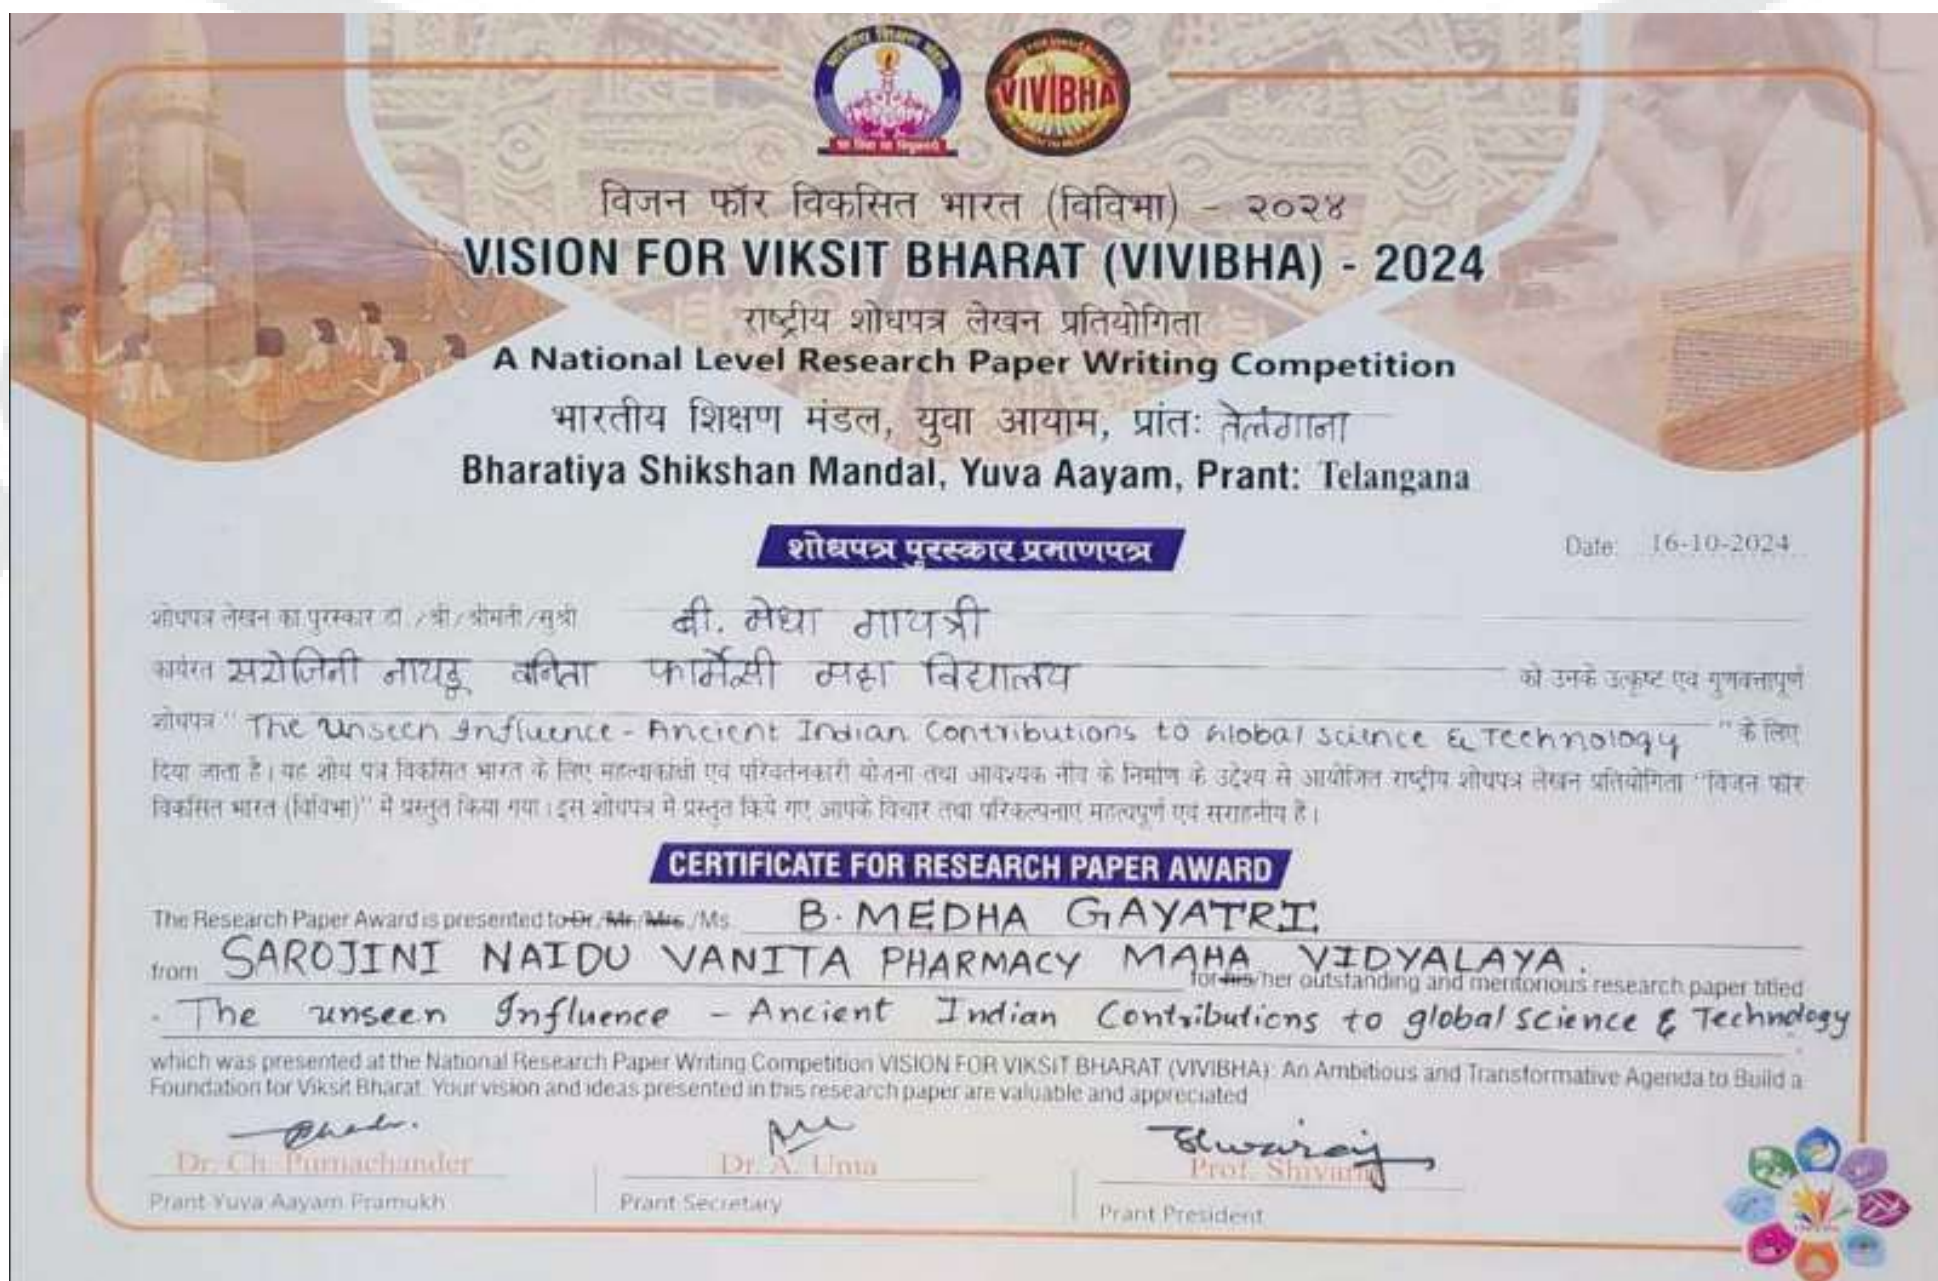 भारतीय शिक्षण मंडल
VIVIBHA
विजन फॉर विकसित भारत (विविभा) - २०२४
VISION FOR VIKSIT BHARAT (VIVIBHA) - 2024
राष्ट्रीय शोधपत्र लेखन प्रतियोगिता
A National Level Research Paper Writing Competition
भारतीय शिक्षण मंडल, युवा आयाम, प्रांतः तेलंगाना
Bharatiya Shikshan Mandal, Yuva Aayam, Prant: Telangana
शोधपत्र पुरस्कार प्रमाणपत्र
Date: 16-10-2024
शोधपत्र लेखन का पुरस्कार डॉ./श्री/श्रीमती/सुश्री बी. मेधा गायत्री
कार्यरत सरोजिनी नायडू वनिता फार्मेसी महा विद्यालय को उनके उत्कृष्ट एवं गुणवत्तापूर्ण
शोधपत्र "The Unseen Influence - Ancient Indian Contributions to Global science & Technology" के लिए
दिया जाता है। यह शोध पत्र विकसित भारत के लिए महत्वाकांक्षी एवं परिवर्तनकारी योजना तथा आवश्यक नींव के निर्माण के उद्देश्य से आयोजित राष्ट्रीय शोधपत्र लेखन प्रतियोगिता "विजन फॉर
विकसित भारत (विविभा)" में प्रस्तुत किया गया। इस शोधपत्र में प्रस्तुत किये गए आपके विचार तथा परिकल्पनाएं महत्वपूर्ण एवं सराहनीय है।
CERTIFICATE FOR RESEARCH PAPER AWARD
The Research Paper Award is presented to Dr./Mr./Mrs./Ms. B. MEDHA GAYATRI
from SAROJINI NAIDU VANITA PHARMACY MAHA VIDYALAYA. for his/her outstanding and meritorious research paper titled
The unseen Influence - Ancient Indian Contributions to global science & Technology
which was presented at the National Research Paper Writing Competition VISION FOR VIKSIT BHARAT (VIVIBHA): An Ambitious and Transformative Agenda to Build a
Foundation for Viksit Bharat. Your vision and ideas presented in this research paper are valuable and appreciated
Dr. Ch. Purnachander
Prant Yuva Aayam Pramukh
Dr. A. Uma
Prant Secretary
Prof. Shivaraj
Prant President